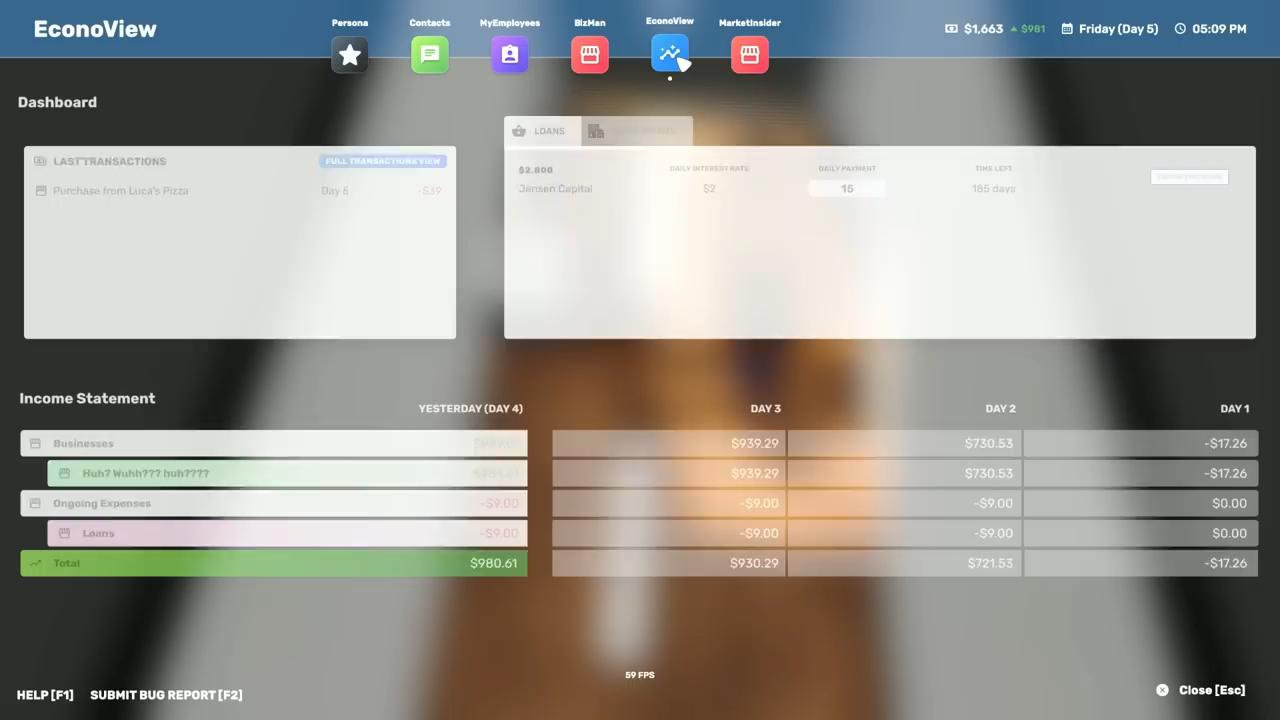 EconoView
Persona
Contacts
MyEmployees
BizMan
EconoView
MarketInsider
$1,663 $981
Friday (Day 5)
05:09 PM
Dashboard
LOANS
LAST TRANSACTIONS FULL TRANSACTION VIEW
Purchase from Luca's Pizza Day 5 -$39
$2,800 DAILY INTEREST RATE DAILY PAYMENT TIME LEFT
Jensen Capital $2 15 185 days
Income Statement
YESTERDAY (DAY 4) DAY 3 DAY 2 DAY 1
Businesses $939.29 $730.53 -$17.26
Huh? Wuhh??? huh???? $939.29 $730.53 -$17.26
Ongoing Expenses -$9.00 -$9.00 -$9.00 $0.00
Loans -$9.00 -$9.00 -$9.00 $0.00
Total $980.61 $930.29 $721.53 -$17.26
59 FPS
HELP [F1] SUBMIT BUG REPORT [F2]
Close [Esc]